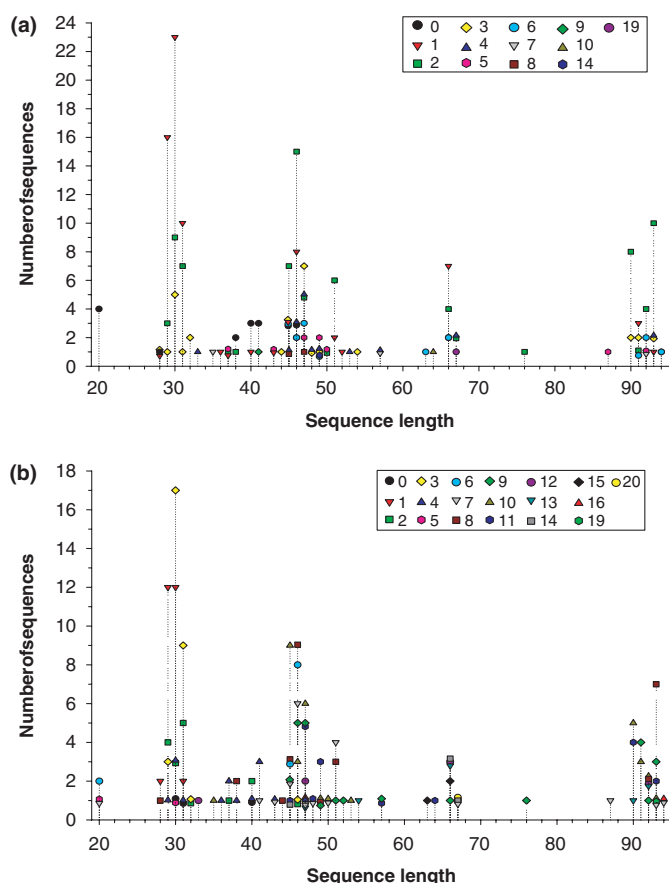 (a)
24
22
20
18
16
14
12
10
8
6
4
2
0
Numberofsequences
0 3 6 9 19
1 4 7 10
2 5 8 14
20 30 40 50 60 70 80 90
Sequence length
(b)
18
16
14
12
10
8
6
4
2
0
Numberofsequences
0 3 6 9 12 15 20
1 4 7 10 13 16
2 5 8 11 14 19
20 30 40 50 60 70 80 90
Sequence length